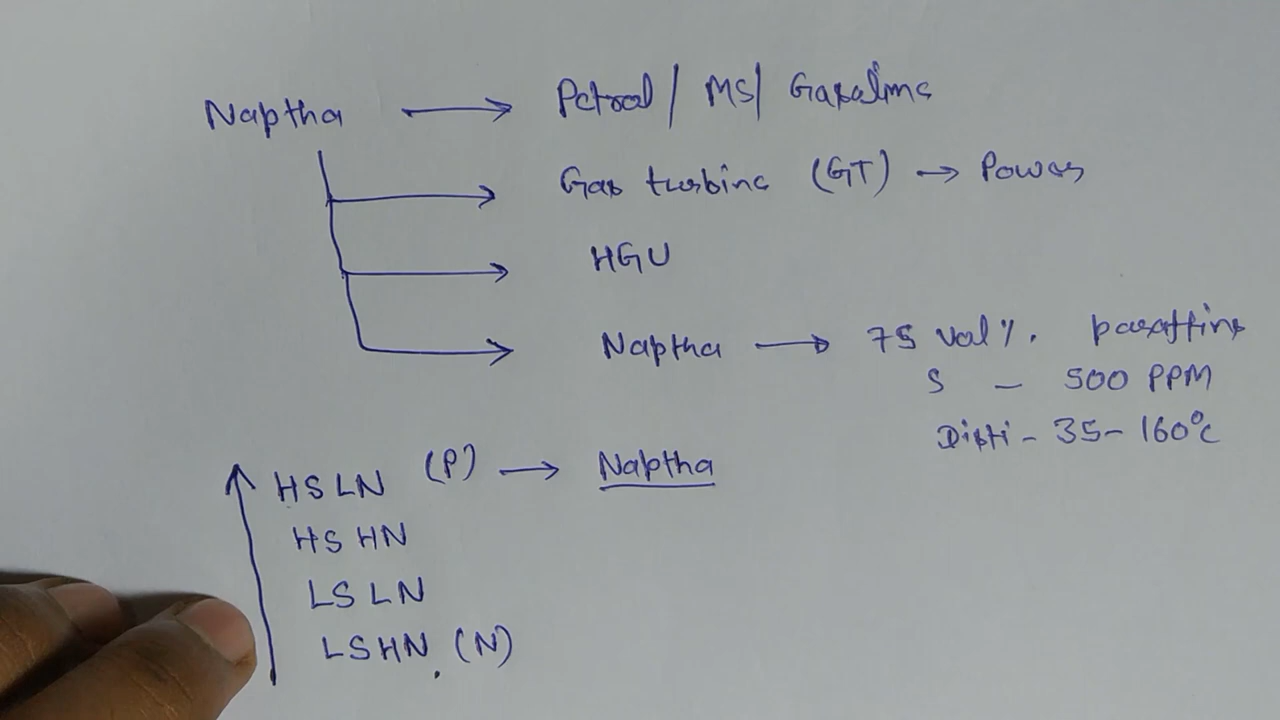 Naptha → Petrol / MS / Gasoline
Gas turbine (GT) → Power
HGU
Naptha → 75 vol %. paraffins
S - 500 PPM
Disti - 35 - 160°C
HSLN (P) → Naptha
HSHN
LSLN
LSHN (N)